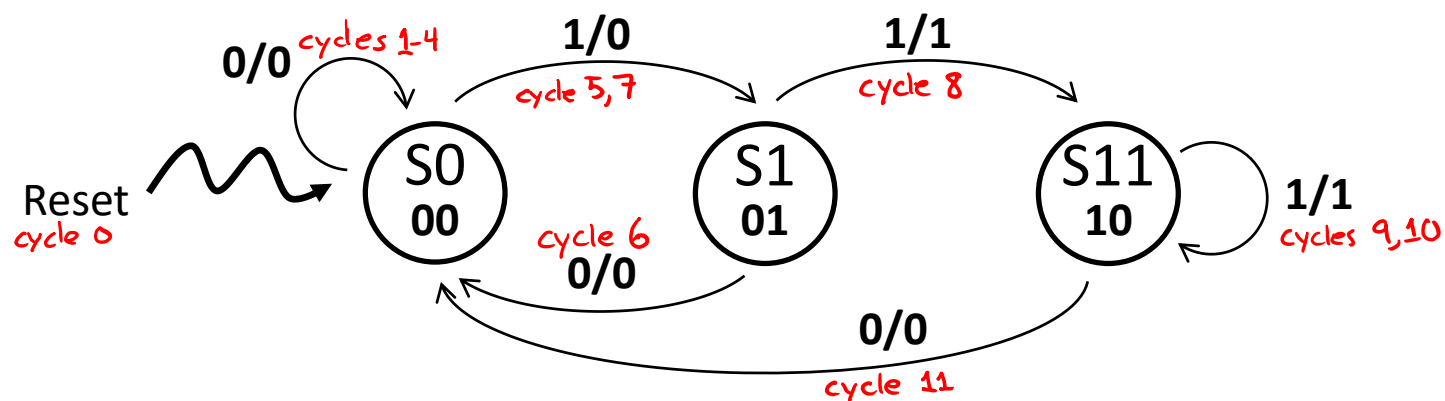 0/0
cycles 1-4
1/0
cycle 5,7
1/1
cycle 8
Reset
cycle 0
S0
00
S1
01
S11
10
1/1
cycles 9,10
cycle 6
0/0
0/0
cycle 11